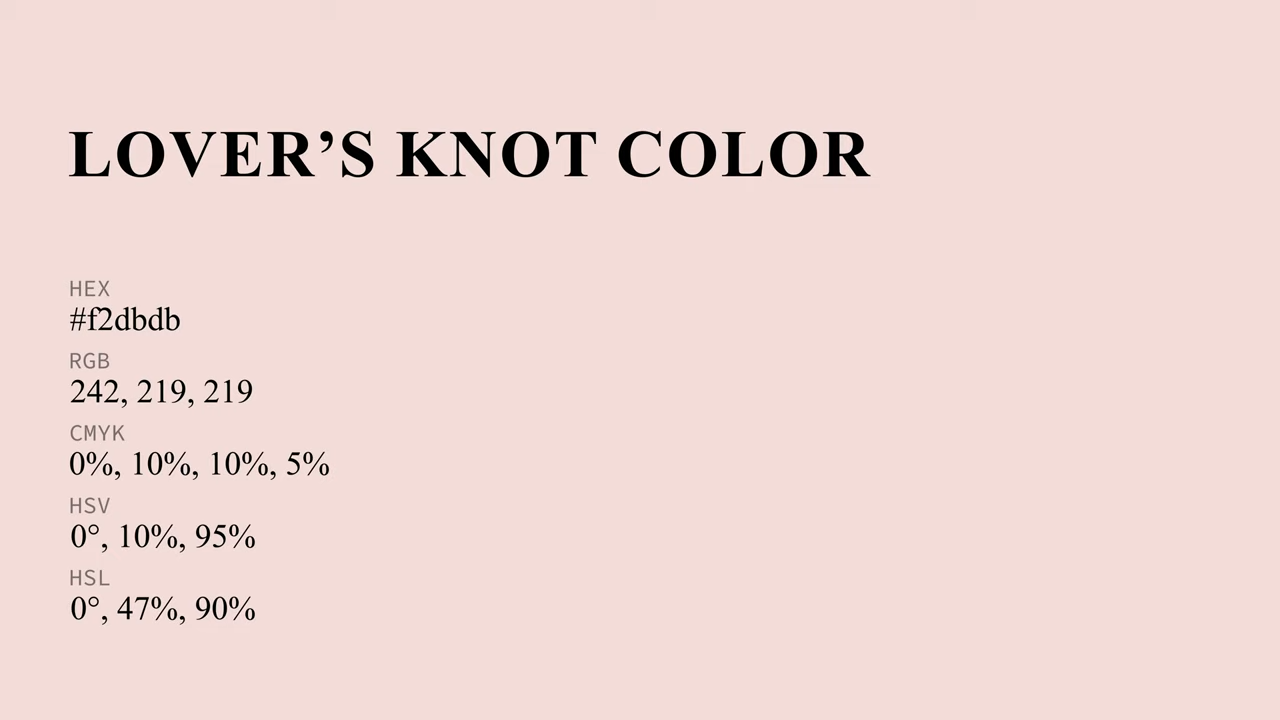 LOVER’S KNOT COLOR
HEX
#f2dbdb
RGB
242, 219, 219
CMYK
0%, 10%, 10%, 5%
HSV
0°, 10%, 95%
HSL
0°, 47%, 90%